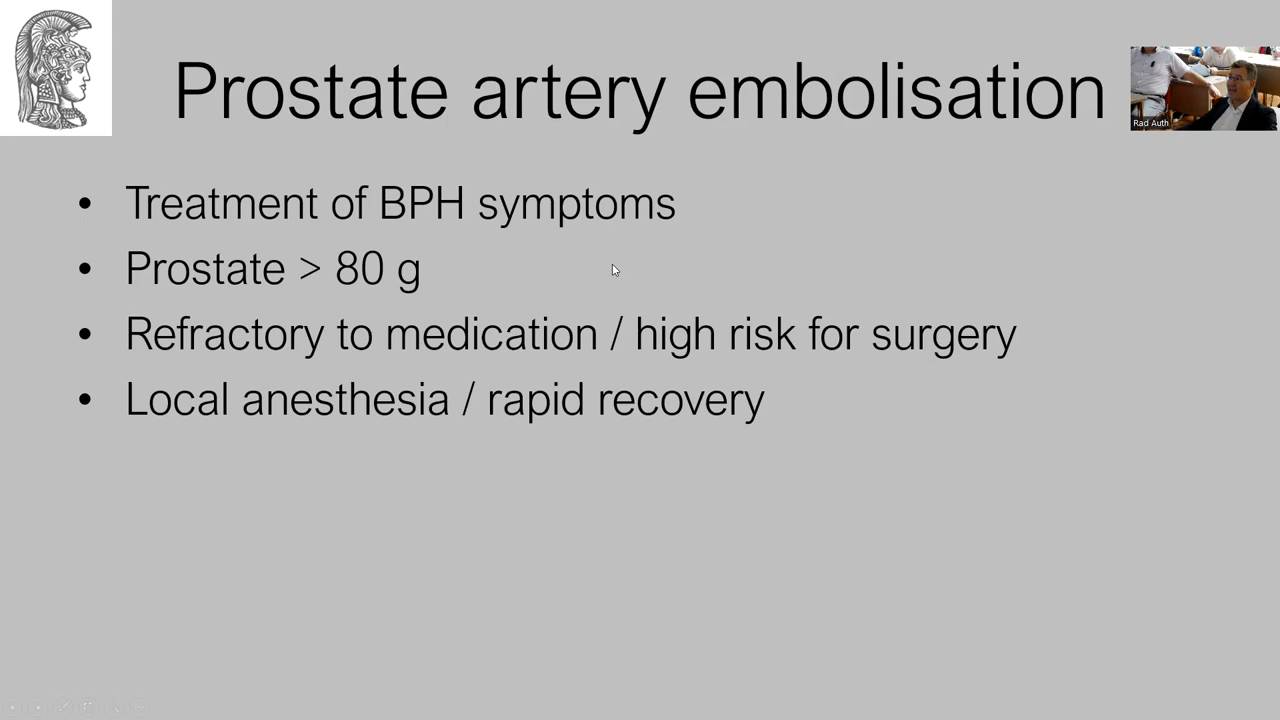 Prostate artery embolisation
Rad Auth
• Treatment of BPH symptoms
• Prostate > 80 g
• Refractory to medication / high risk for surgery
• Local anesthesia / rapid recovery